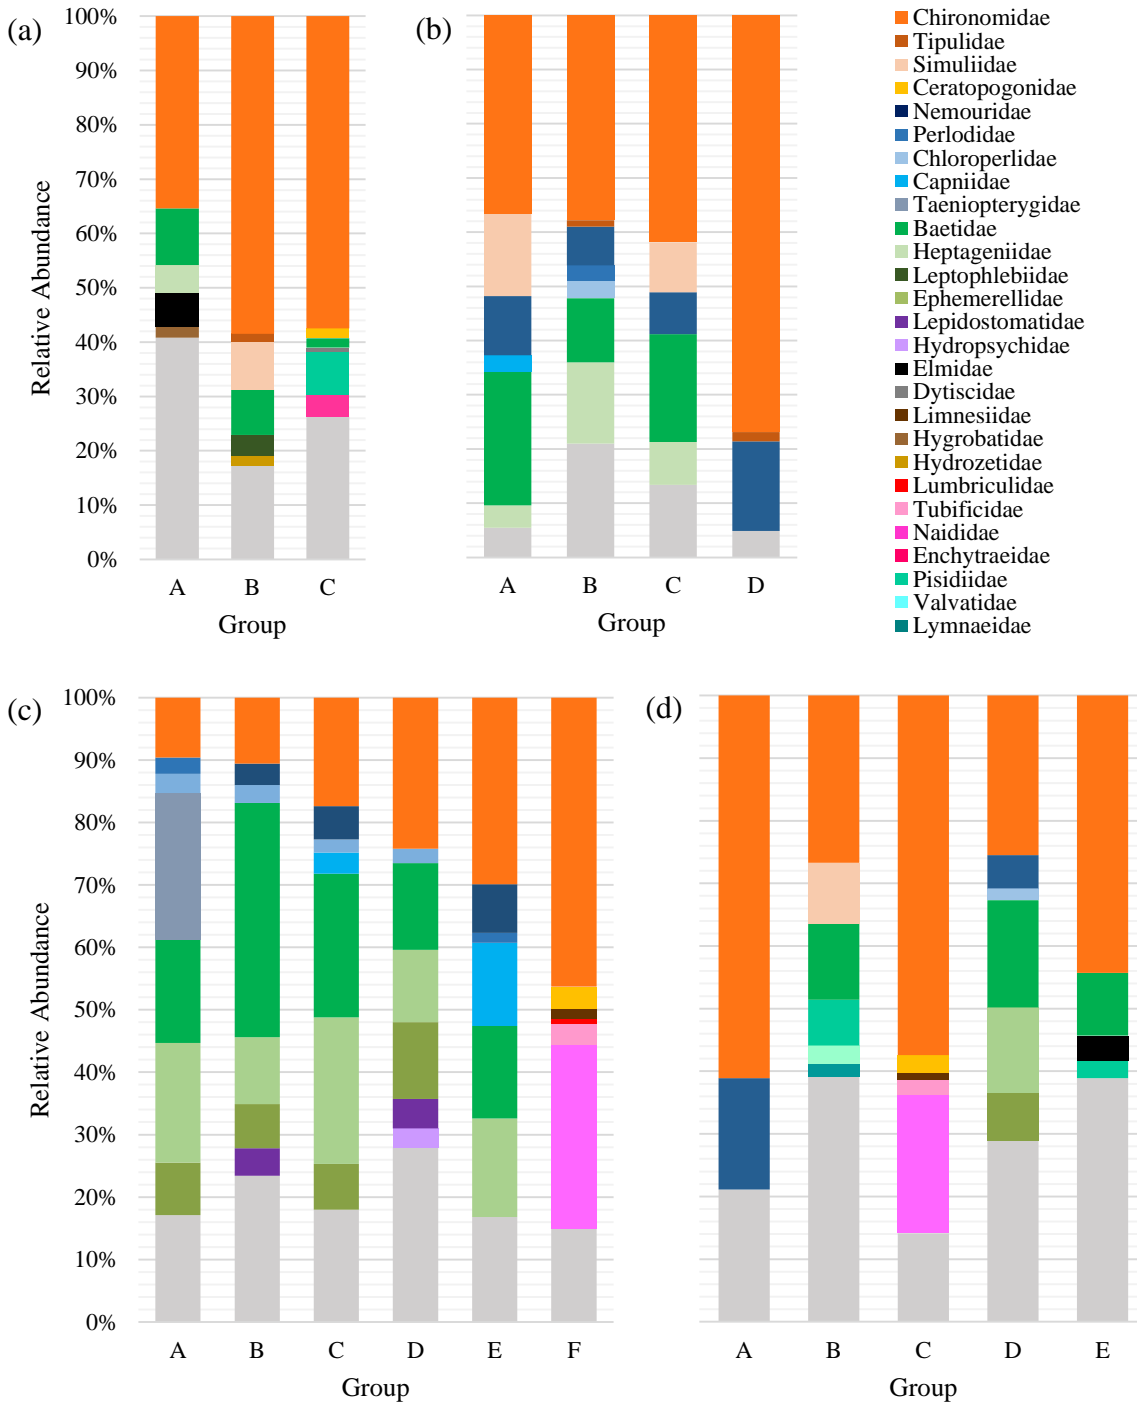 (a)
100%
90%
80%
70%
60%
50%
40%
30%
20%
10%
0%
Relative Abundance
A B C
Group
(b)
A B C D
Group
Chironomidae
Tipulidae
Simuliidae
Ceratopogonidae
Nemouridae
Perlodidae
Chloroperlidae
Capniidae
Taeniopterygidae
Baetidae
Heptageniidae
Leptophlebiidae
Ephemerellidae
Lepidostomatidae
Hydropsychidae
Elmidae
Dytiscidae
Limnesiidae
Hygrobatidae
Hydrozetidae
Lumbriculidae
Tubificidae
Naididae
Enchytraeidae
Pisidiidae
Valvatidae
Lymnaeidae
(c)
100%
90%
80%
70%
60%
50%
40%
30%
20%
10%
0%
Relative Abundance
A B C D E F
Group
(d)
A B C D E
Group